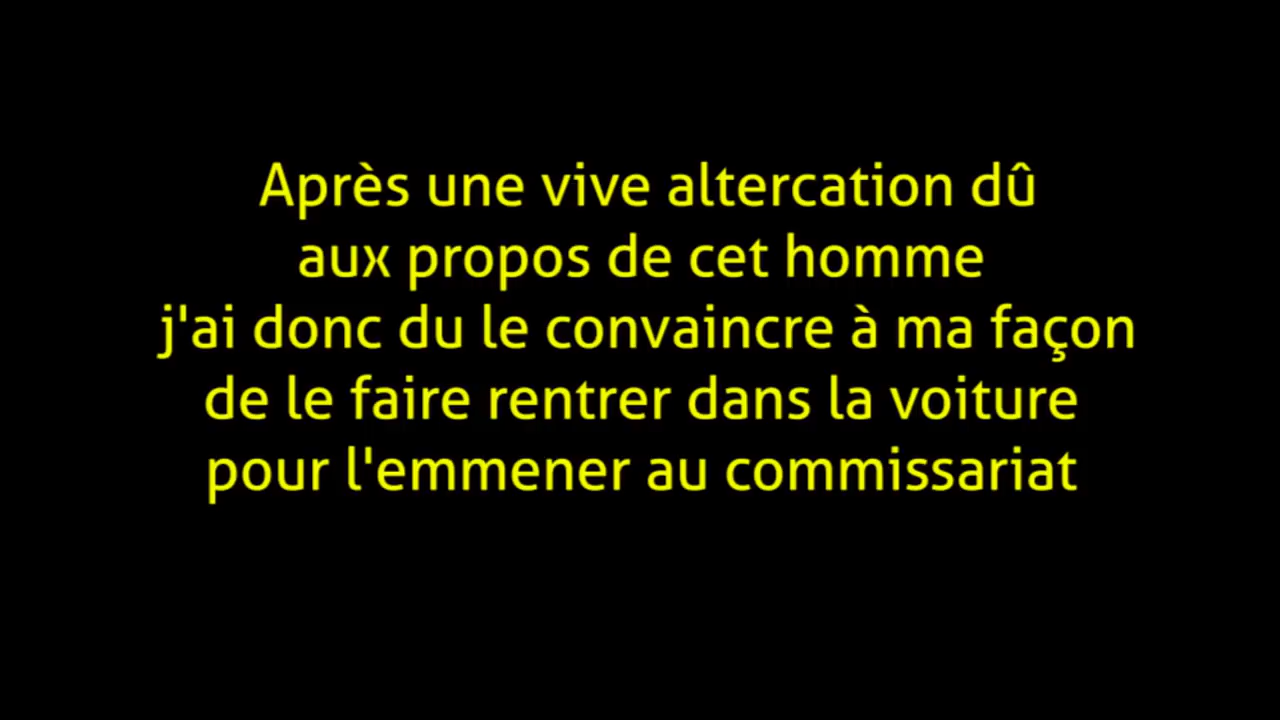 Après une vive altercation dû
aux propos de cet homme
j'ai donc du le convaincre à ma façon
de le faire rentrer dans la voiture
pour l'emmener au commissariat